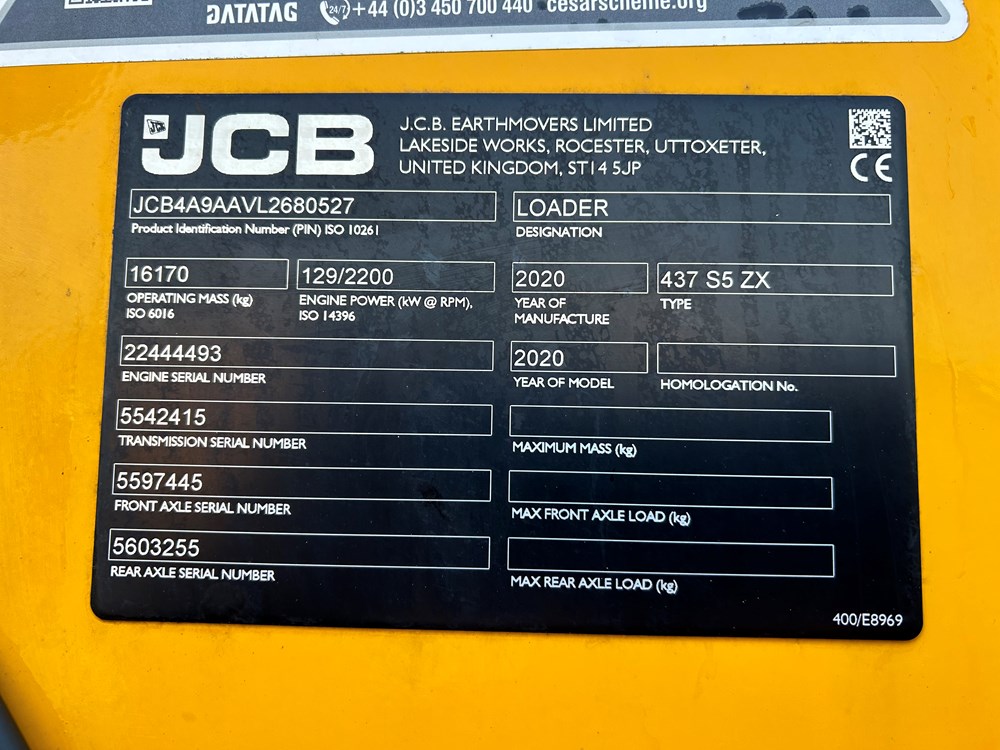 DATATAG 24/7 +44 (0)3 450 700 440 cesarscheme.org
JCB
J.C.B. EARTHMOVERS LIMITED
LAKESIDE WORKS, ROCESTER, UTTOXETER,
UNITED KINGDOM, ST14 5JP
CE
JCB4A9AAVL2680527
Product Identification Number (PIN) ISO 10261
LOADER
DESIGNATION
16170
OPERATING MASS (kg)
ISO 6016
129/2200
ENGINE POWER (kW @ RPM),
ISO 14396
2020
YEAR OF
MANUFACTURE
437 S5 ZX
TYPE
22444493
ENGINE SERIAL NUMBER
2020
YEAR OF MODEL
HOMOLOGATION No.
5542415
TRANSMISSION SERIAL NUMBER
MAXIMUM MASS (kg)
5597445
FRONT AXLE SERIAL NUMBER
MAX FRONT AXLE LOAD (kg)
5603255
REAR AXLE SERIAL NUMBER
MAX REAR AXLE LOAD (kg)
400/E8969